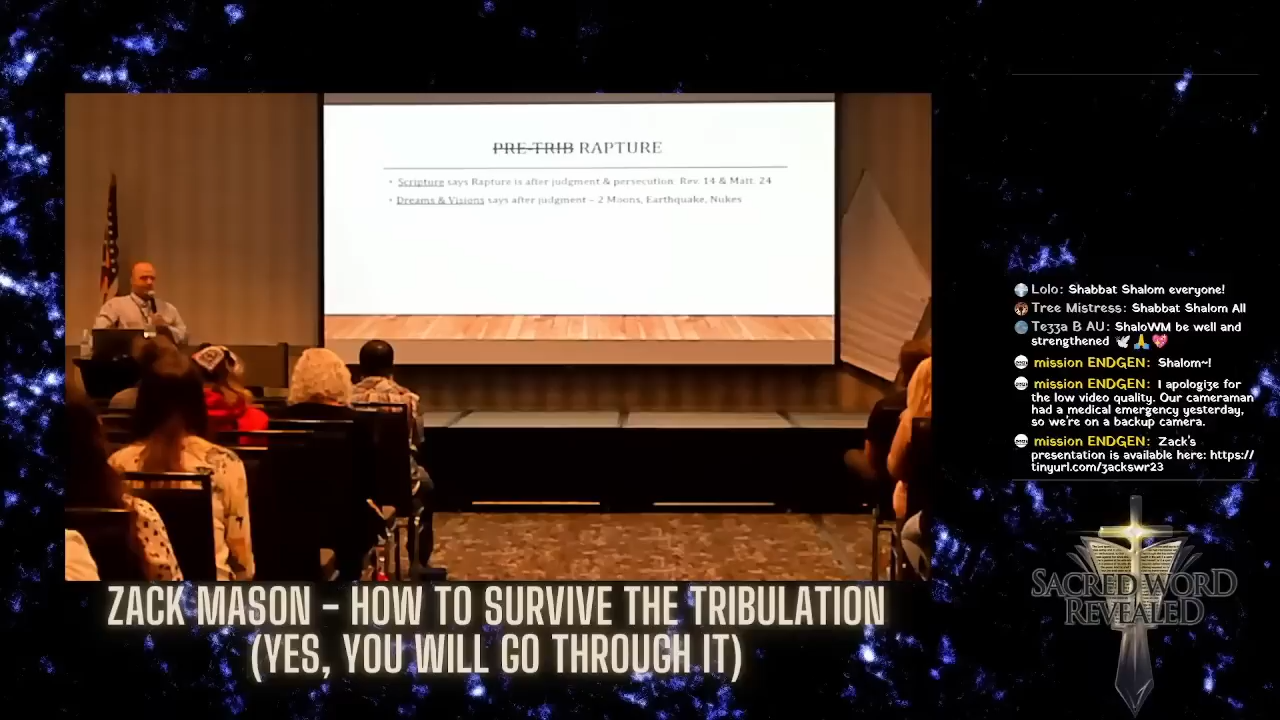 PRE-TRIB RAPTURE
• Scripture says Rapture is after judgment & persecution: Rev. 14 & Matt. 24
• Dreams & Visions says after judgment – 2 Moons, Earthquake, Nukes
Lolo: Shabbat Shalom everyone!
Tree Mistress: Shabbat Shalom All
Tezza B AU: ShaloWM be well and
strengthened 🕊️🙏💖
mission ENDGEN: Shalom~!
mission ENDGEN: I apologize for
the low video quality. Our cameraman
had a medical emergency yesterday,
so we're on a backup camera.
mission ENDGEN: Zack's
presentation is available here: https://
tinyurl.com/zackswr23
SACRED WORD
REVEALED
ZACK MASON – HOW TO SURVIVE THE TRIBULATION
(YES, YOU WILL GO THROUGH IT)